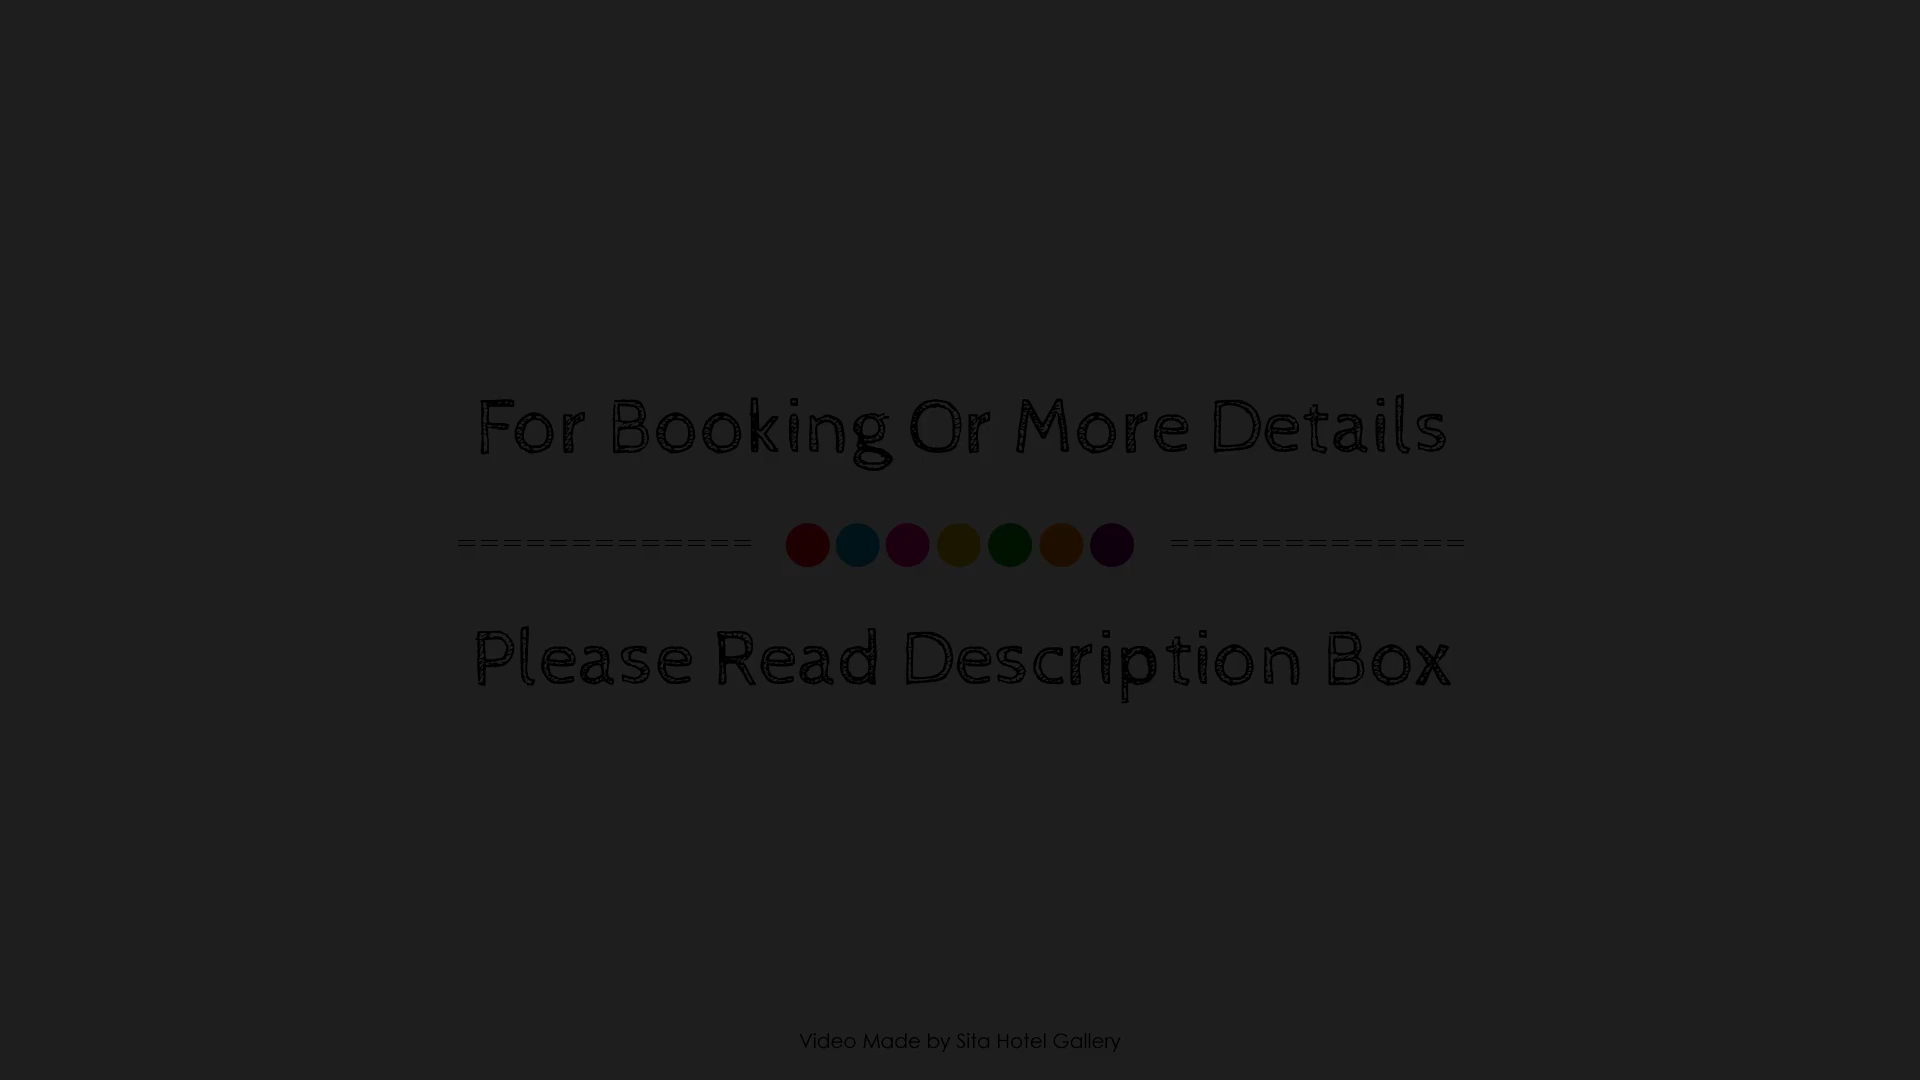 For Booking Or More Details
============= =============
Please Read Description Box
Video Made by Sita Hotel Gallery